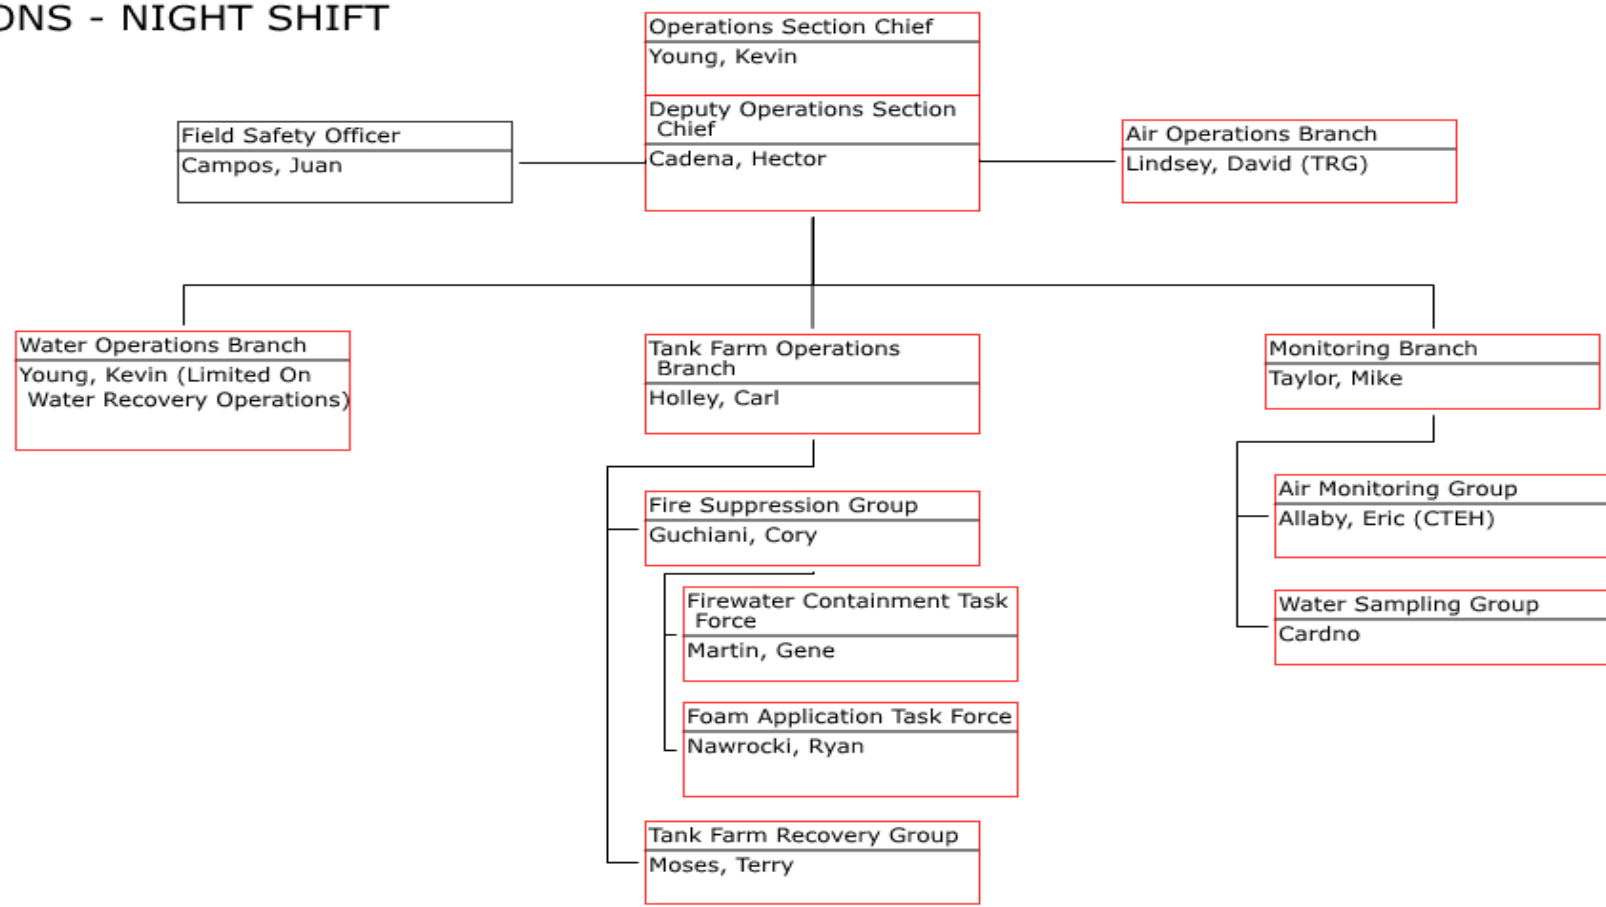 ONS - NIGHT SHIFT
Operations Section Chief
Young, Kevin
Deputy Operations Section
Chief
Cadena, Hector
Field Safety Officer
Campos, Juan
Air Operations Branch
Lindsey, David (TRG)
Water Operations Branch
Young, Kevin (Limited On
Water Recovery Operations)
Tank Farm Operations
Branch
Holley, Carl
Fire Suppression Group
Guchiani, Cory
Firewater Containment Task
Force
Martin, Gene
Foam Application Task Force
Nawrocki, Ryan
Tank Farm Recovery Group
Moses, Terry
Monitoring Branch
Taylor, Mike
Air Monitoring Group
Allaby, Eric (CTEH)
Water Sampling Group
Cardno